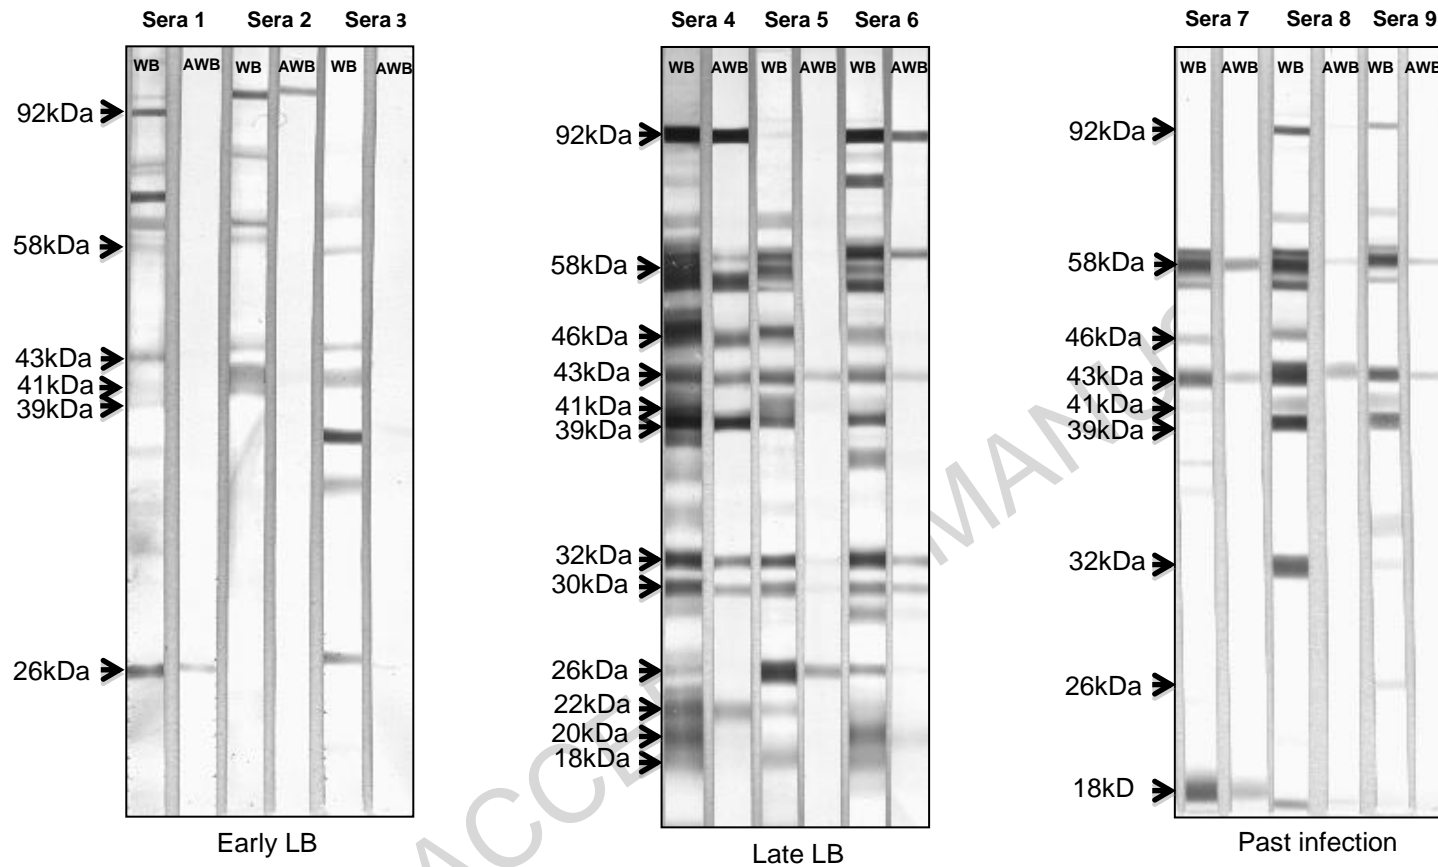 Sera 1 Sera 2 Sera 3
WB AWB WB AWB WB AWB
92kDa
58kDa
43kDa
41kDa
39kDa
26kDa
Early LB
Sera 4 Sera 5 Sera 6
WB AWB WB AWB WB AWB
92kDa
58kDa
46kDa
43kDa
41kDa
39kDa
32kDa
30kDa
26kDa
22kDa
20kDa
18kDa
Late LB
Sera 7 Sera 8 Sera 9
WB AWB WB AWB WB AWB
92kDa
58kDa
46kDa
43kDa
41kDa
39kDa
32kDa
26kDa
18kD
Past infection